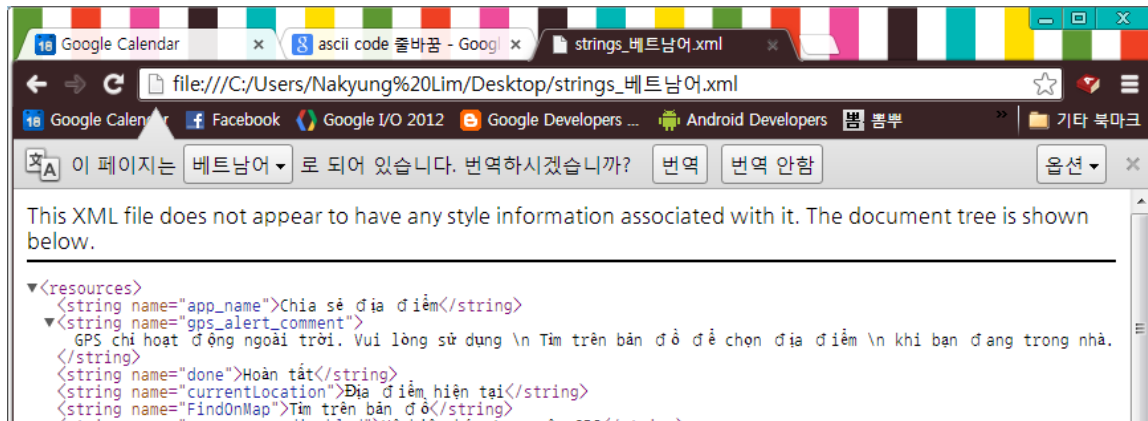 Google Calendar
ascii code 줄바꿈 - Googl
strings_베트남어.xml
file:///C:/Users/Nakyung%20Lim/Desktop/strings_베트남어.xml
18 Google Calendar Facebook Google I/O 2012 Google Developers ... Android Developers 뽐 뽐뿌 » 기타 북마크
이 페이지는 베트남어 로 되어 있습니다. 번역하시겠습니까? 번역 번역 안함 옵션
This XML file does not appear to have any style information associated with it. The document tree is shown
below.
▼<resources>
<string name="app_name">Chia sẻ địa điểm</string>
▼<string name="gps_alert_comment">
GPS chỉ hoạt động ngoài trời. Vui lòng sử dụng \n Tìm trên bản đồ để chọn địa điểm \n khi bạn đang trong nhà.
</string>
<string name="done">Hoàn tất</string>
<string name="currentLocation">Địa điểm hiện tại</string>
<string name="FindOnMap">Tìm trên bản đồ</string>